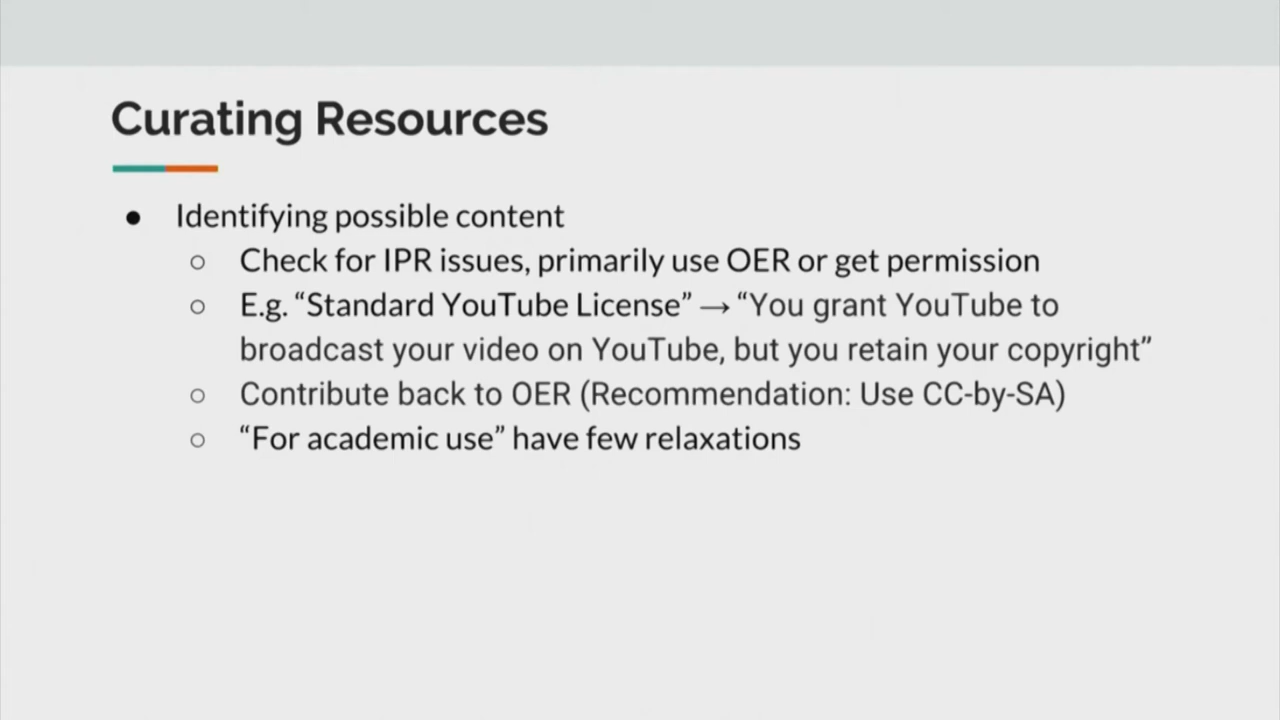 Curating Resources
● Identifying possible content
○ Check for IPR issues, primarily use OER or get permission
○ E.g. “Standard YouTube License” → “You grant YouTube to
broadcast your video on YouTube, but you retain your copyright”
○ Contribute back to OER (Recommendation: Use CC-by-SA)
○ “For academic use” have few relaxations